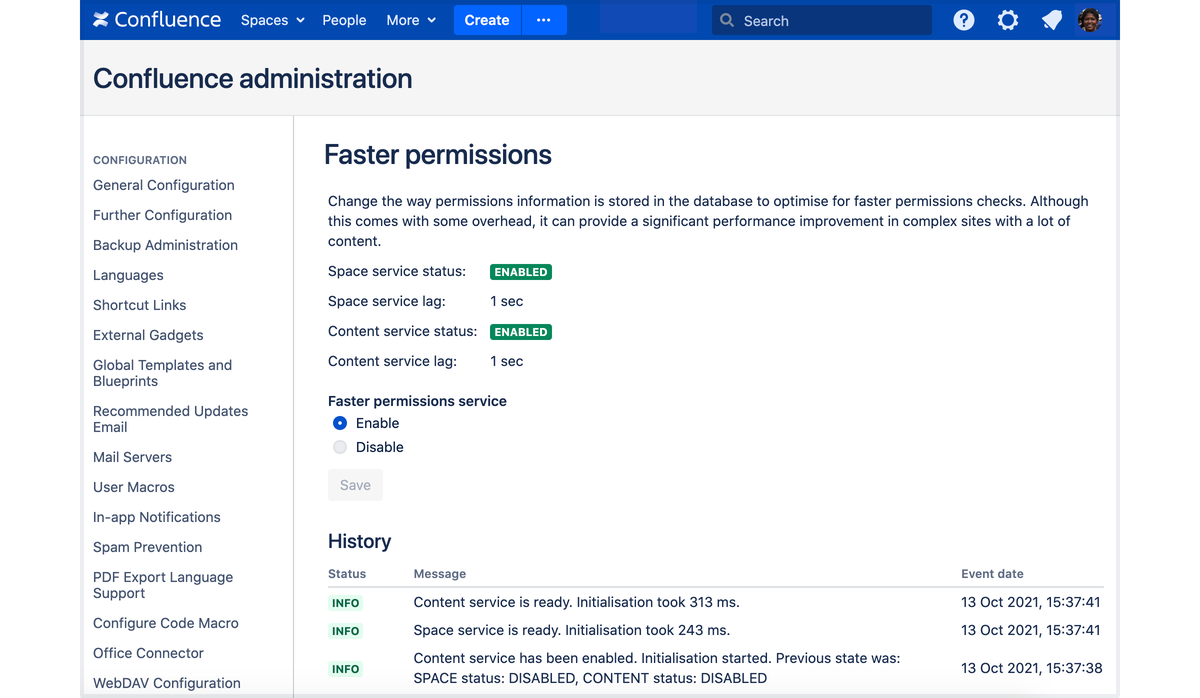 Confluence Spaces People More Create ··· Search
Confluence administration
CONFIGURATION
General Configuration
Further Configuration
Backup Administration
Languages
Shortcut Links
External Gadgets
Global Templates and
Blueprints
Recommended Updates
Email
Mail Servers
User Macros
In-app Notifications
Spam Prevention
PDF Export Language
Support
Configure Code Macro
Office Connector
WebDAV Configuration
Faster permissions
Change the way permissions information is stored in the database to optimise for faster permissions checks. Although
this comes with some overhead, it can provide a significant performance improvement in complex sites with a lot of
content.
Space service status: ENABLED
Space service lag: 1 sec
Content service status: ENABLED
Content service lag: 1 sec
Faster permissions service
Enable
Disable
Save
History
Status Message Event date
INFO Content service is ready. Initialisation took 313 ms. 13 Oct 2021, 15:37:41
INFO Space service is ready. Initialisation took 243 ms. 13 Oct 2021, 15:37:41
INFO Content service has been enabled. Initialisation started. Previous state was: 13 Oct 2021, 15:37:38
SPACE status: DISABLED, CONTENT status: DISABLED